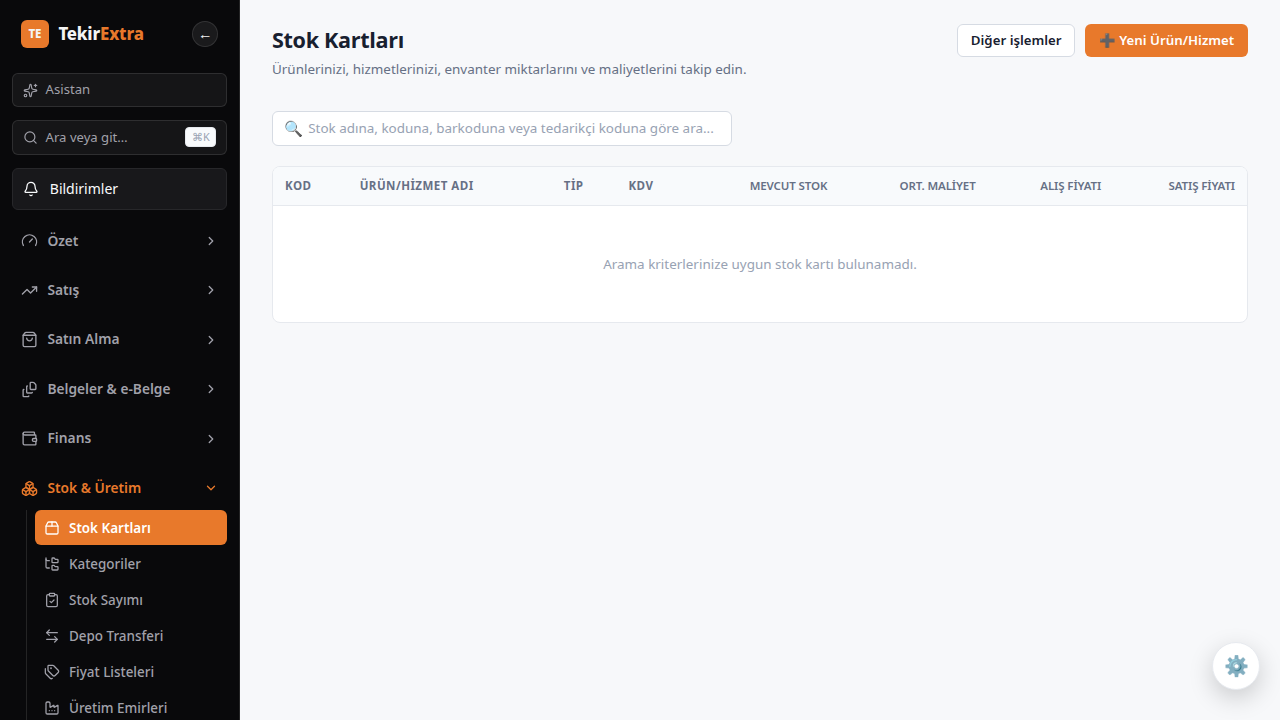 TE TekirExtra ←
Asistan
Ara veya git... ⌘K
Bildirimler
Özet
Satış
Satın Alma
Belgeler & e-Belge
Finans
Stok & Üretim
Stok Kartları
Kategoriler
Stok Sayımı
Depo Transferi
Fiyat Listeleri
Üretim Emirleri
Stok Kartları
Ürünlerinizi, hizmetlerinizi, envanter miktarlarını ve maliyetlerini takip edin.
Diğer işlemler
➕ Yeni Ürün/Hizmet
🔍 Stok adına, koduna, barkoduna veya tedarikçi koduna göre ara...
KOD ÜRÜN/HİZMET ADI TİP KDV MEVCUT STOK ORT. MALİYET ALIŞ FİYATI SATIŞ FİYATI
Arama kriterlerinize uygun stok kartı bulunamadı.